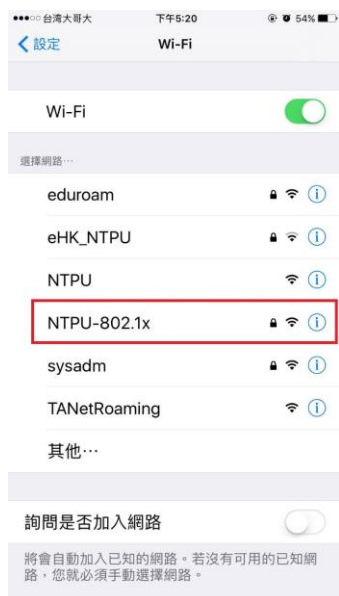 台湾大哥大 下午5:20 54%
設定 Wi-Fi
Wi-Fi
選擇網路⋯
eduroam
eHK_NTPU
NTPU
NTPU-802.1x
sysadm
TANetRoaming
其他⋯
詢問是否加入網路
將會自動加入已知的網路。若沒有可用的已知網
路，您就必須手動選擇網路。